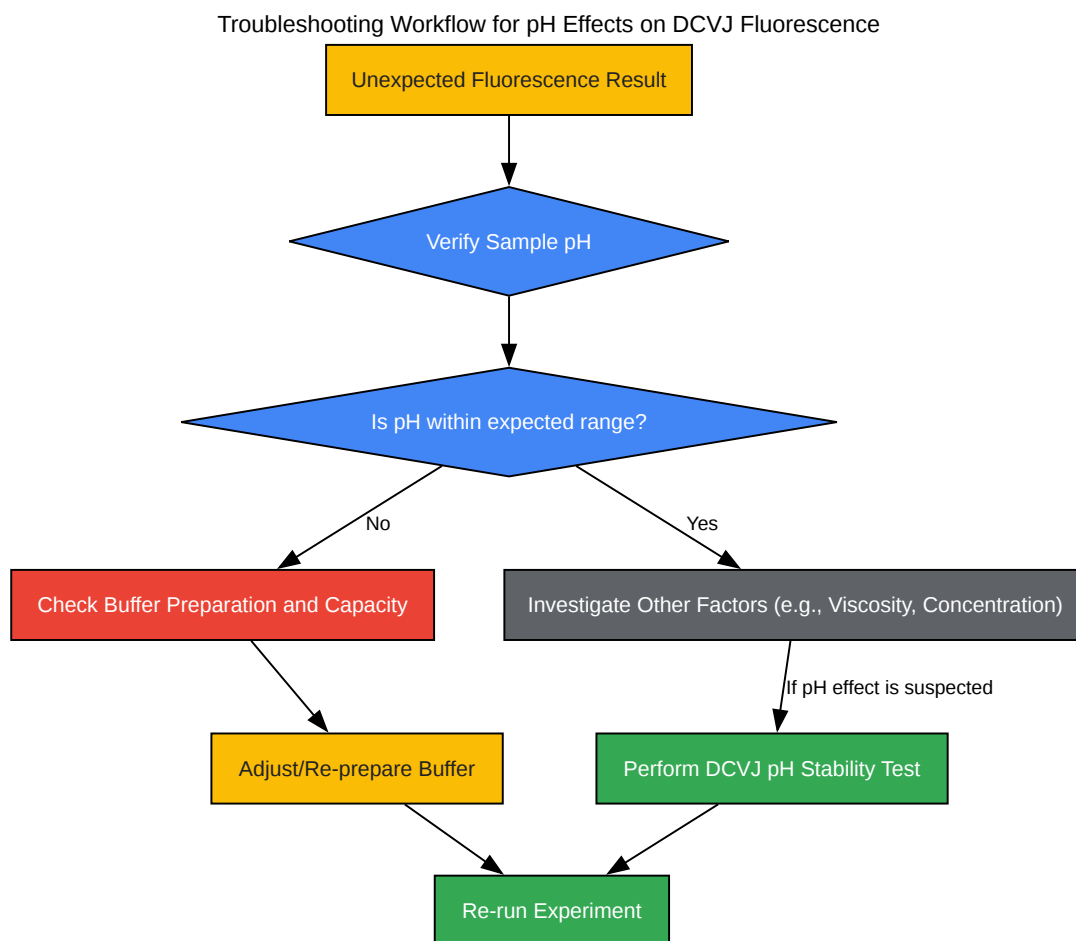 Troubleshooting Workflow for pH Effects on DCVJ Fluorescence
Unexpected Fluorescence Result
Verify Sample pH
Is pH within expected range?
No
Yes
Check Buffer Preparation and Capacity
Investigate Other Factors (e.g., Viscosity, Concentration)
If pH effect is suspected
Adjust/Re-prepare Buffer
Perform DCVJ pH Stability Test
Re-run Experiment